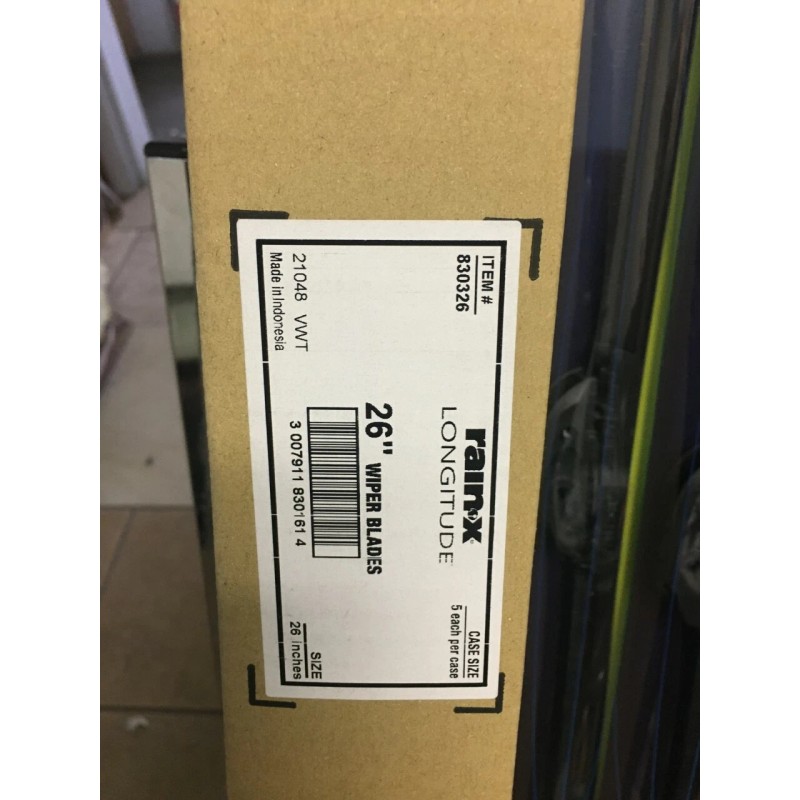 ITEM #
830326
rain-x
LONGITUDE
CASE SIZE
5 each per case
26" WIPER BLADES
3 007911 830161 4
21048 VWT
Made in Indonesia
SIZE
26 inches